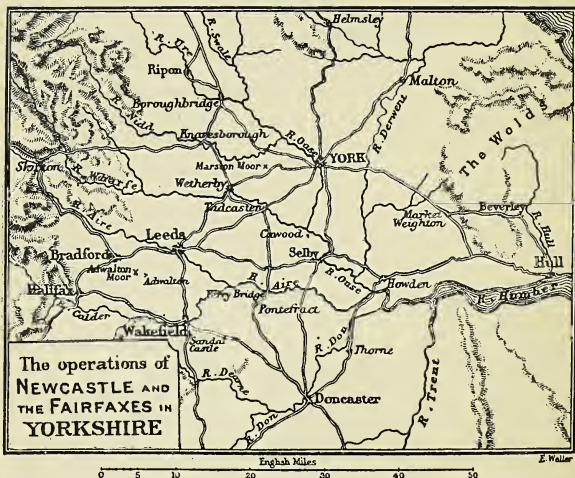 Helmsley
R. Ure
R. Swale
Ripon
Malton
Boroughbridge
R. Nidd
R. Ouse
R. Derwent
The Wold
Knaresborough
Marston Moor ×
YORK
Skipton
R. Wharfe
Wetherby
Tadcaster
Market
Weighton
Beverley
R. Hull
R. Aire
Leeds
Cawood
Selby
Hull
Bradford
Adwalton
Moor ×
Adwalton
R. Aire
R. Ouse
Howden
R. Humber
Halifax
Calder
Ferry Bridge
Pontefract
Wakefield
Sandal
Castle
R. Don
Thorne
R. Trent
R. Dearne
Doncaster
R. Don
The operations of
NEWCASTLE AND
THE FAIRFAXES IN
YORKSHIRE
E. Weller
English Miles
0 5 10 20 30 40 50